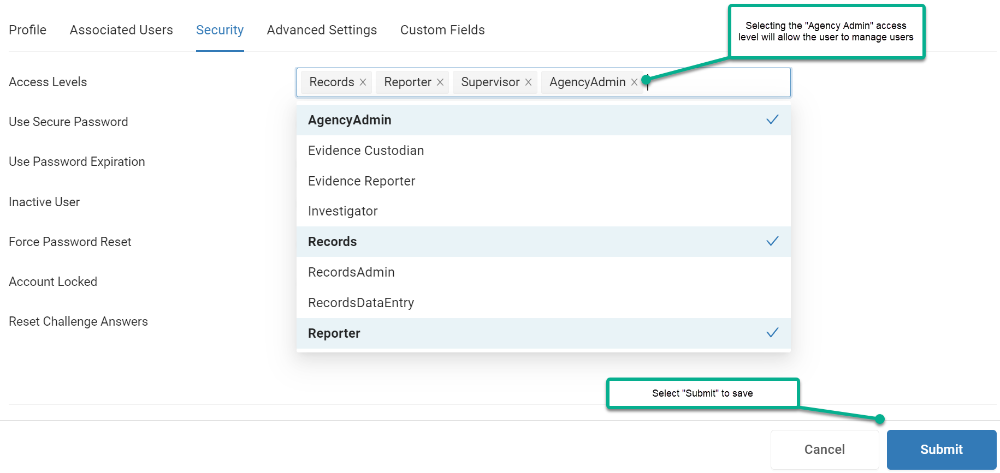 Profile Associated Users Security Advanced Settings Custom Fields
Selecting the "Agency Admin" access
level will allow the user to manage users
Access Levels
Records Reporter Supervisor AgencyAdmin
AgencyAdmin
Use Secure Password
Evidence Custodian
Use Password Expiration
Evidence Reporter
Inactive User
Investigator
Force Password Reset
Records
RecordsAdmin
Account Locked
RecordsDataEntry
Reset Challenge Answers
Reporter
Select "Submit" to save
Cancel Submit